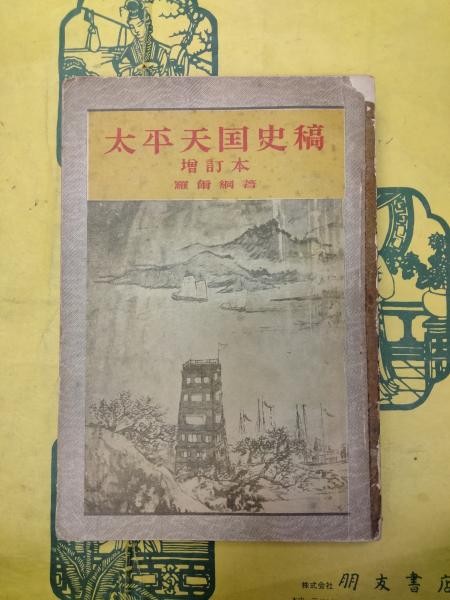 太平天国史稿
增訂本
羅爾綱著
株式会社 朋友書店